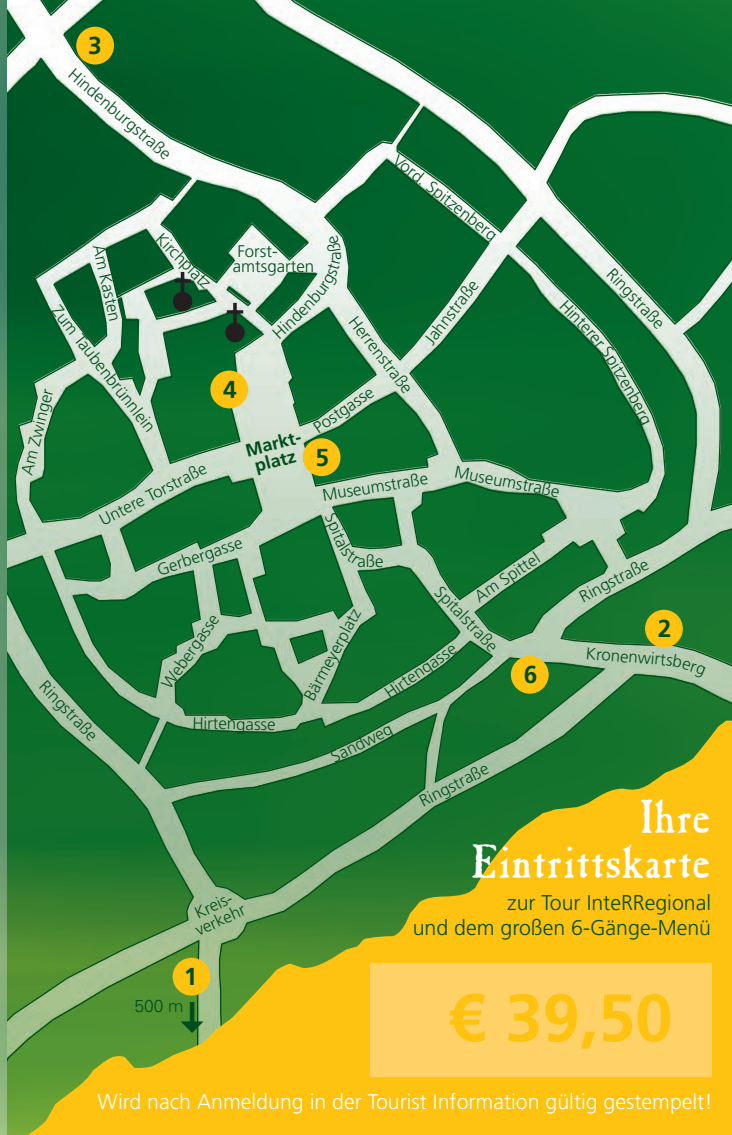 3
Hindenburgstraße
Vord. Spitzenberg
Kirchplatz
Forst-
amtsgarten
Am Kasten
Hindenburgstraße
Ringstraße
Jahnstraße
Hinterer Spitzenberg
Zum Taubenbrünnlein
Herrenstraße
4
Am Zwinger
Postgasse
Markt-
platz
5
Untere Torstraße
Museumstraße
Museumstraße
Spitalstraße
Gerbergasse
Am Spittel
Ringstraße
Spitalstraße
2
Webergasse
Bärmeyerplatz
Kronenwirtsberg
Hirtengasse
6
Ringstraße
Hirtengasse
Sandweg
Ringstraße
Ihre
Eintrittskarte
zur Tour InteRRegional
und dem großen 6-Gänge-Menü
Kreis-
verkehr
1
500 m
€ 39,50
Wird nach Anmeldung in der Tourist Information gültig gestempelt!